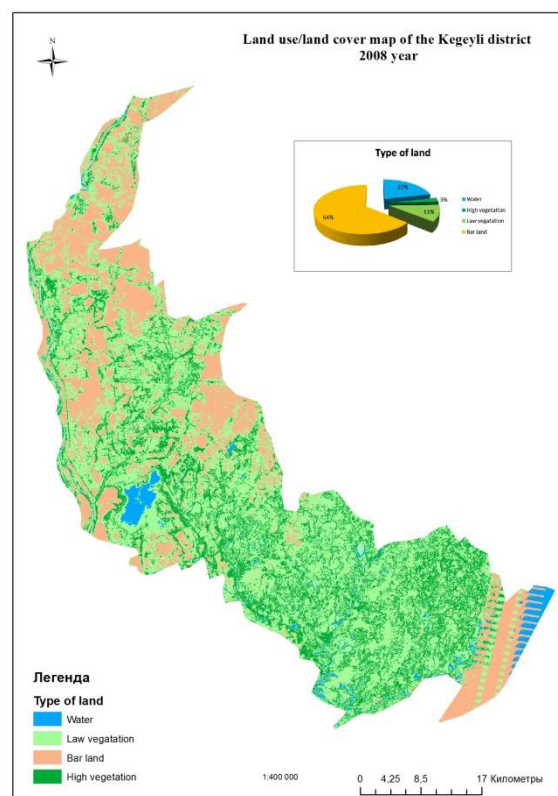 Land use/land cover map of the Kegeyli district
2008 year
N
Type of land
22%
3%
11%
64%
Water
High vegetation
Law vegatation
Bar land
Легенда
Type of land
Water
Law vegatation
Bar land
High vegetation
1:400 000
0 4,25 8,5 17 Километры